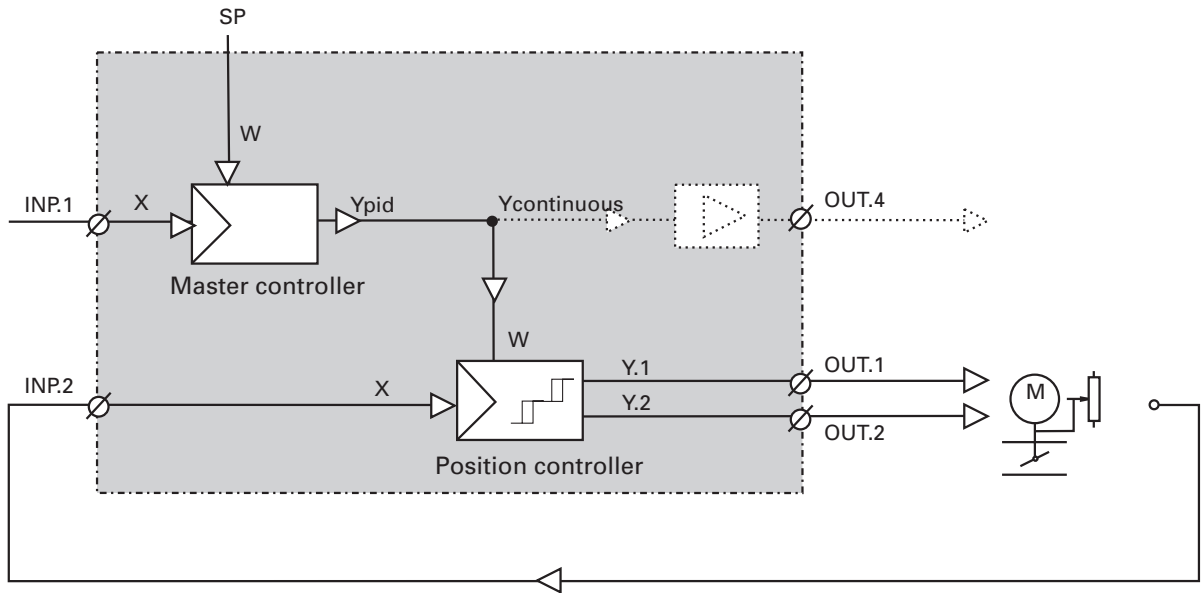 SP
W
INP.1
X
Ypid
Ycontinuous
OUT.4
Master controller
W
INP.2
X
Y.1
OUT.1
M
Y.2
OUT.2
Position controller